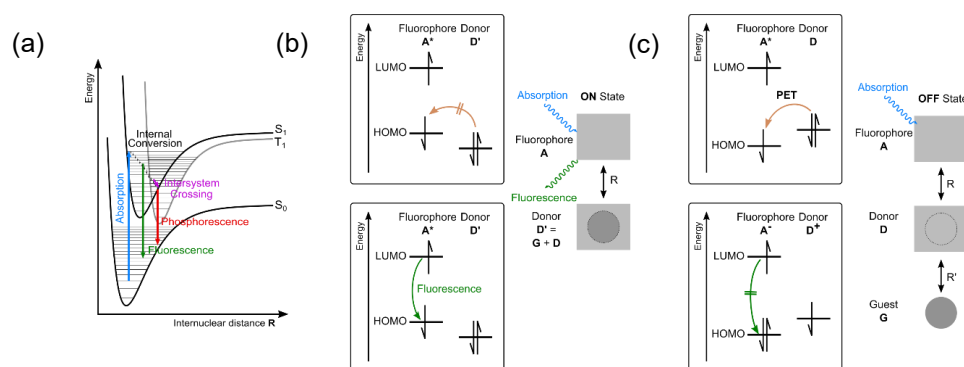 (a)
Energy
S1
T1
Internal
Conversion
Absorption
Intersystem
Crossing
S0
Phosphorescence
Fluorescence
Internuclear distance R
(b)
Energy
Fluorophore Donor
A* D'
LUMO
HOMO
Absorption
ON State
Fluorophore
A
Fluorescence
R
Donor
D' =
G + D
Energy
Fluorophore Donor
A* D'
LUMO
Fluorescence
HOMO
(c)
Energy
Fluorophore Donor
A* D
LUMO
PET
HOMO
Absorption
OFF State
Fluorophore
A
R
Donor
D
R'
Guest
G
Energy
Fluorophore Donor
A- D+
LUMO
HOMO